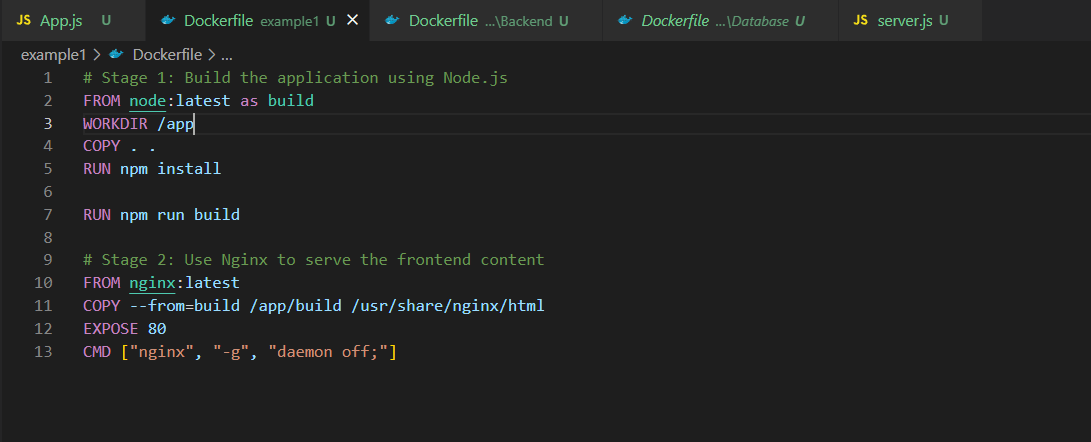 JS App.js U
Dockerfile example1 U ×
Dockerfile ...\Backend U
Dockerfile ...\Database U
JS server.js U
example1 > Dockerfile > ...
1 # Stage 1: Build the application using Node.js
2 FROM node:latest as build
3 WORKDIR /app
4 COPY . .
5 RUN npm install
6
7 RUN npm run build
8
9 # Stage 2: Use Nginx to serve the frontend content
10 FROM nginx:latest
11 COPY --from=build /app/build /usr/share/nginx/html
12 EXPOSE 80
13 CMD ["nginx", "-g", "daemon off;"]